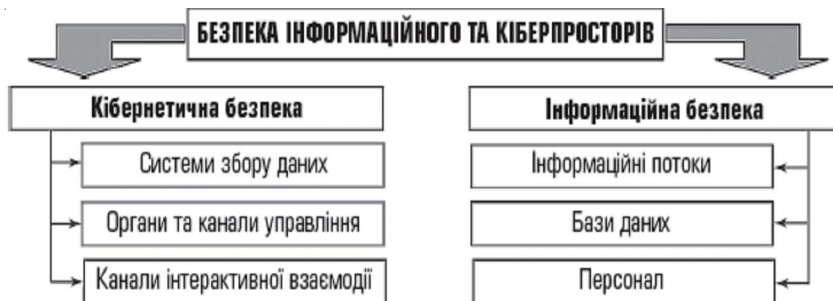 БЕЗПЕКА ІНФОРМАЦІЙНОГО ТА КІБЕРПРОСТОРІВ
Кібернетична безпека
Системи збору даних
Органи та канали управління
Канали інтерактивної взаємодії
Інформаційна безпека
Інформаційні потоки
Бази даних
Персонал